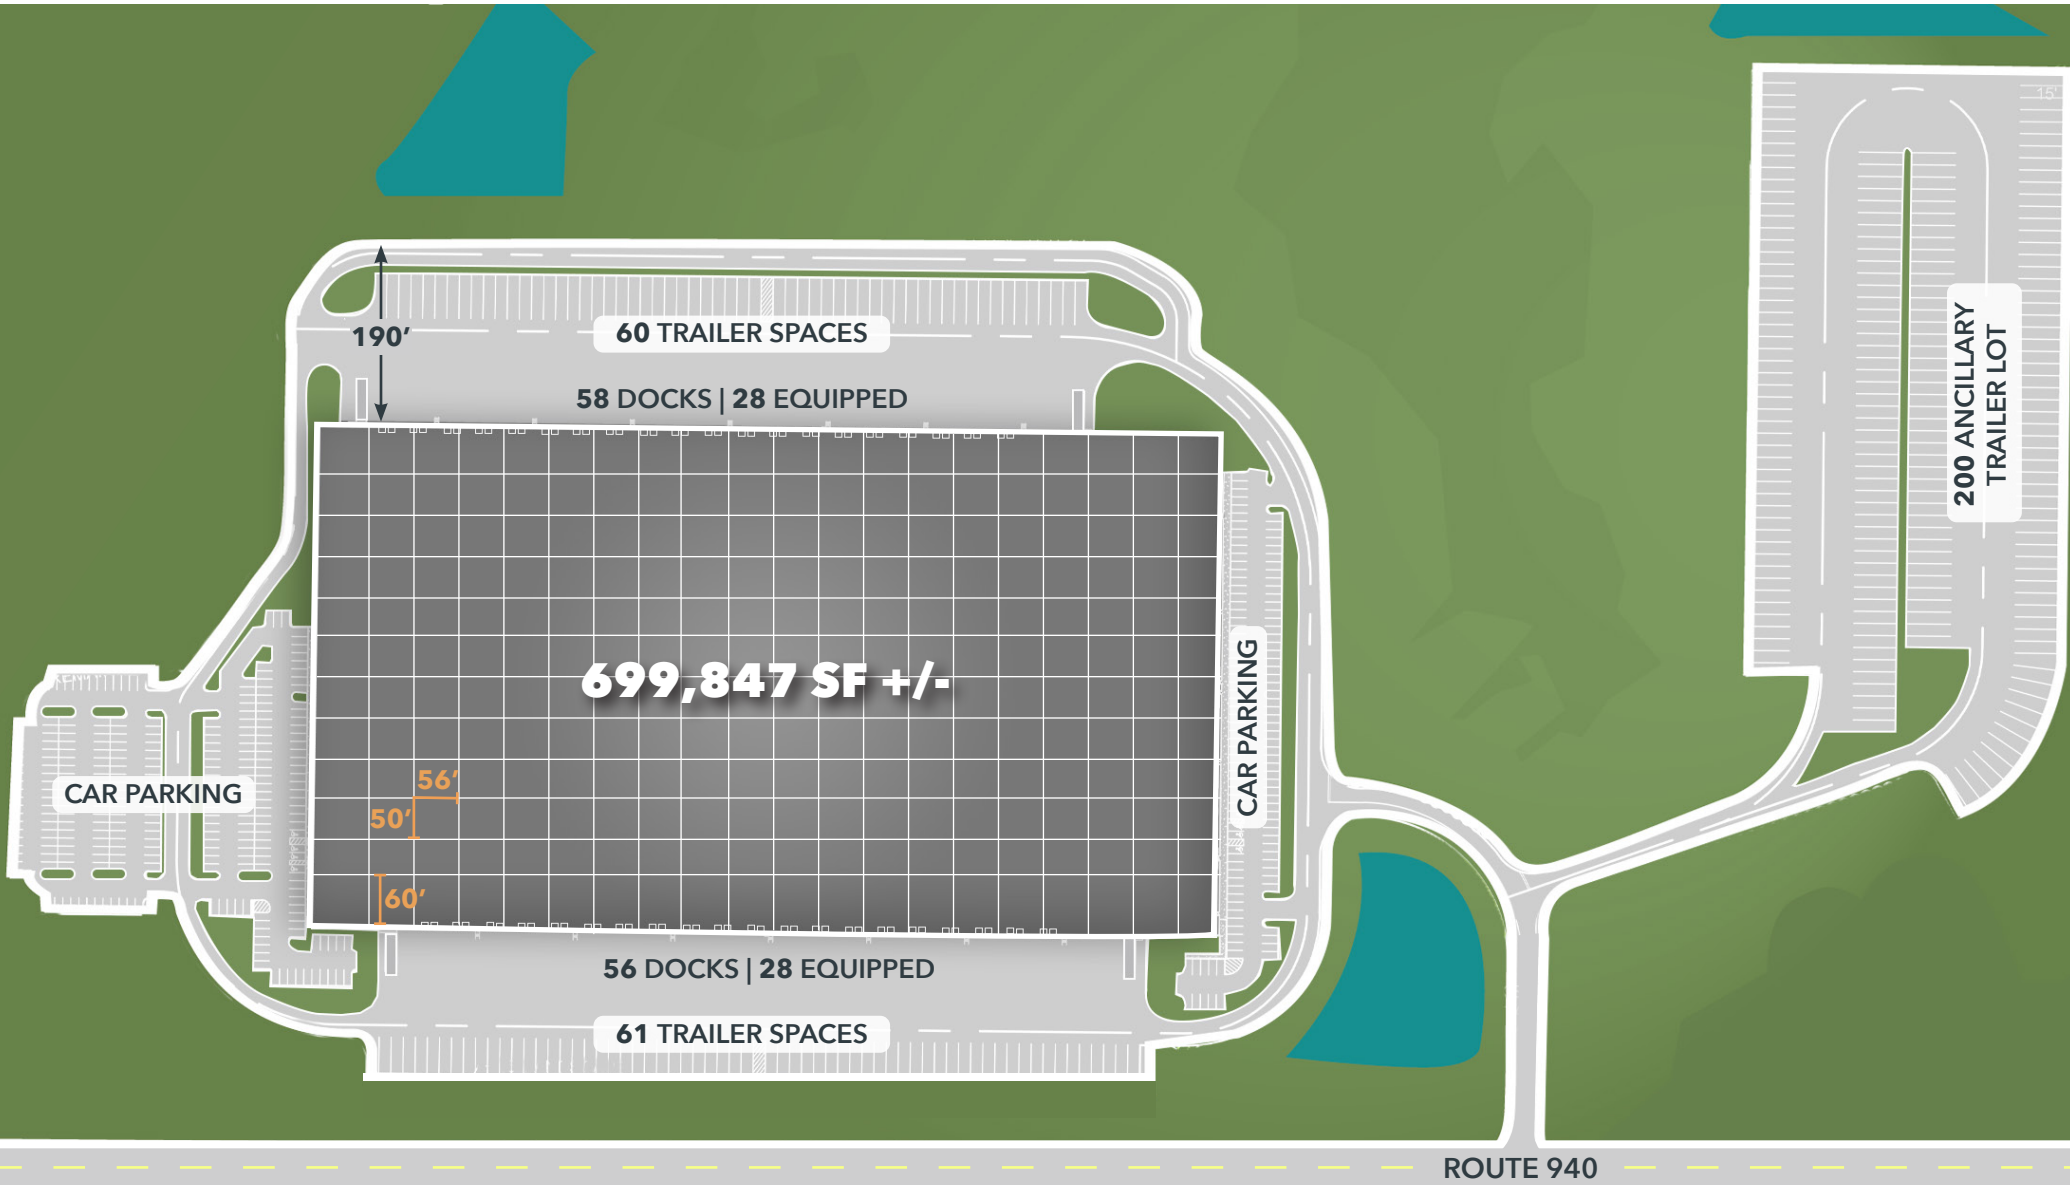 15'
190'
60 TRAILER SPACES
58 DOCKS | 28 EQUIPPED
200 ANCILLARY
TRAILER LOT
699,847 SF +/-
CAR PARKING
CAR PARKING
56'
50'
60'
56 DOCKS | 28 EQUIPPED
61 TRAILER SPACES
ROUTE 940